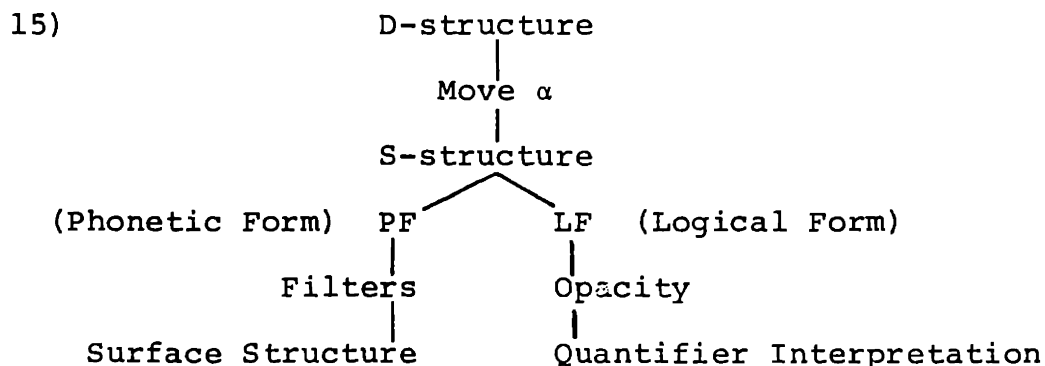 15) D-structure
Move α
S-structure
(Phonetic Form) PF LF (Logical Form)
Filters Opacity
Surface Structure Quantifier Interpretation